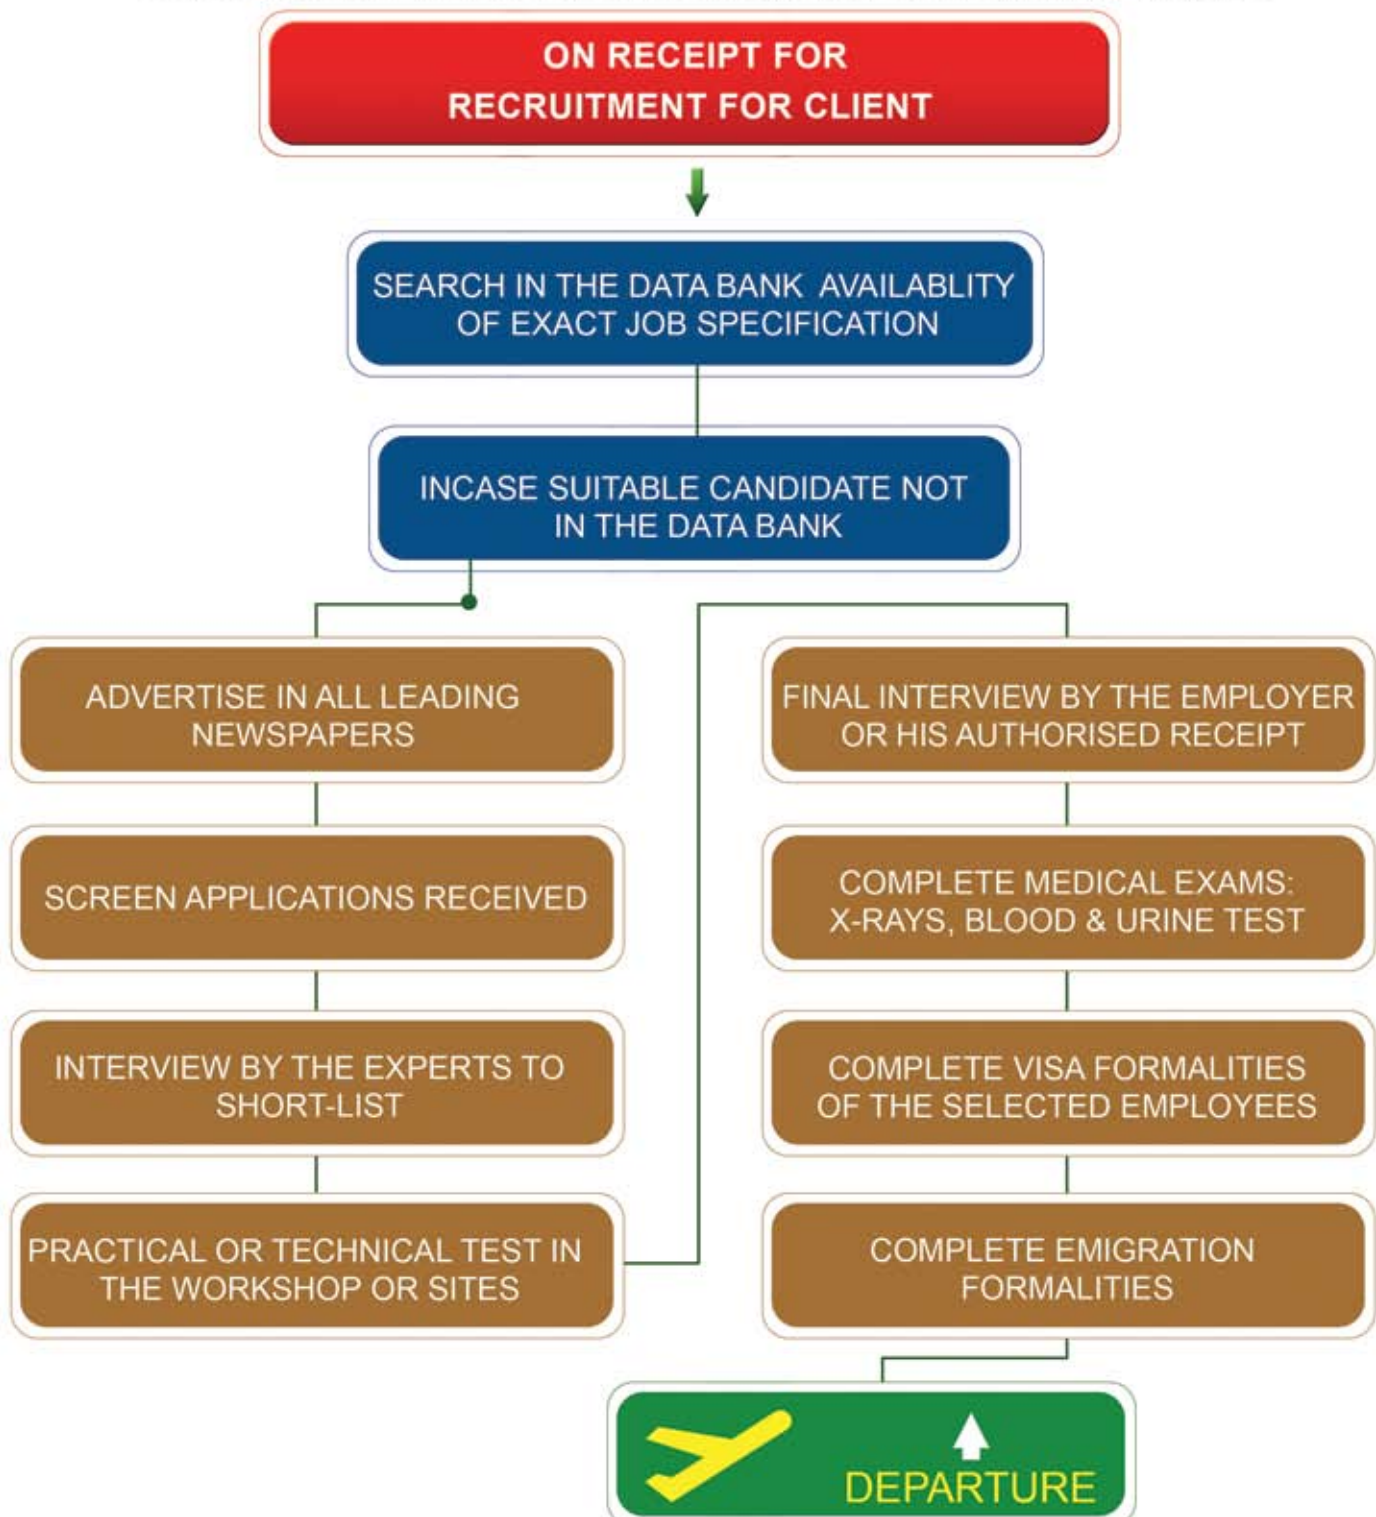 ON RECEIPT FOR
RECRUITMENT FOR CLIENT
SEARCH IN THE DATA BANK AVAILABLITY
OF EXACT JOB SPECIFICATION
INCASE SUITABLE CANDIDATE NOT
IN THE DATA BANK
ADVERTISE IN ALL LEADING
NEWSPAPERS
SCREEN APPLICATIONS RECEIVED
INTERVIEW BY THE EXPERTS TO
SHORT-LIST
PRACTICAL OR TECHNICAL TEST IN
THE WORKSHOP OR SITES
FINAL INTERVIEW BY THE EMPLOYER
OR HIS AUTHORISED RECEIPT
COMPLETE MEDICAL EXAMS:
X-RAYS, BLOOD & URINE TEST
COMPLETE VISA FORMALITIES
OF THE SELECTED EMPLOYEES
COMPLETE EMIGRATION
FORMALITIES
DEPARTURE